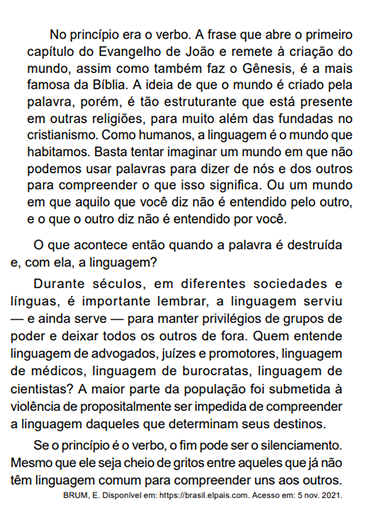 No princípio era o verbo. A frase que abre o primeiro
capítulo do Evangelho de João e remete à criação do
mundo, assim como também faz o Gênesis, é a mais
famosa da Bíblia. A ideia de que o mundo é criado pela
palavra, porém, é tão estruturante que está presente
em outras religiões, para muito além das fundadas no
cristianismo. Como humanos, a linguagem é o mundo que
habitamos. Basta tentar imaginar um mundo em que não
podemos usar palavras para dizer de nós e dos outros
para compreender o que isso significa. Ou um mundo
em que aquilo que você diz não é entendido pelo outro,
e o que o outro diz não é entendido por você.
O que acontece então quando a palavra é destruída
e, com ela, a linguagem?
Durante séculos, em diferentes sociedades e
línguas, é importante lembrar, a linguagem serviu
— e ainda serve — para manter privilégios de grupos de
poder e deixar todos os outros de fora. Quem entende
linguagem de advogados, juízes e promotores, linguagem
de médicos, linguagem de burocratas, linguagem de
cientistas? A maior parte da população foi submetida à
violência de propositalmente ser impedida de compreender
a linguagem daqueles que determinam seus destinos.
Se o princípio é o verbo, o fim pode ser o silenciamento.
Mesmo que ele seja cheio de gritos entre aqueles que já não
têm linguagem comum para compreender uns aos outros.
BRUM, E. Disponível em: https://brasil.elpais.com. Acesso em: 5 nov. 2021.